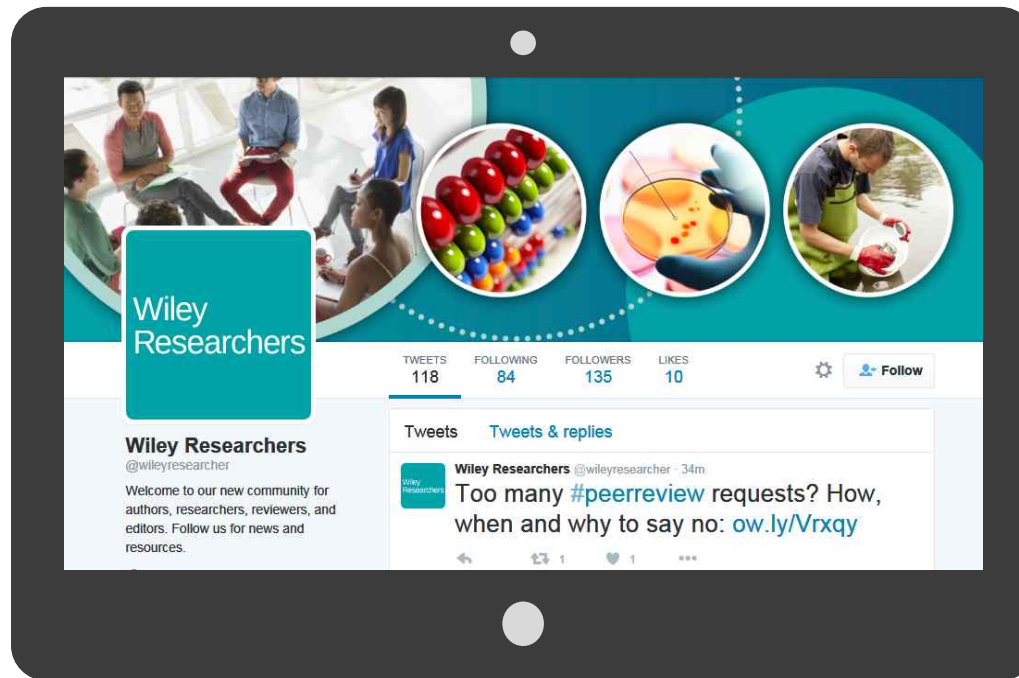 Wiley
Researchers
TWEETS
118
FOLLOWING
84
FOLLOWERS
135
LIKES
10
Follow
Wiley Researchers
@wileyresearcher
Welcome to our new community for
authors, researchers, reviewers, and
editors. Follow us for news and
resources.
Tweets Tweets & replies
Wiley
Researchers
Wiley Researchers @wileyresearcher · 34m
Too many #peerreview requests? How,
when and why to say no: ow.ly/Vrxqy
1 1